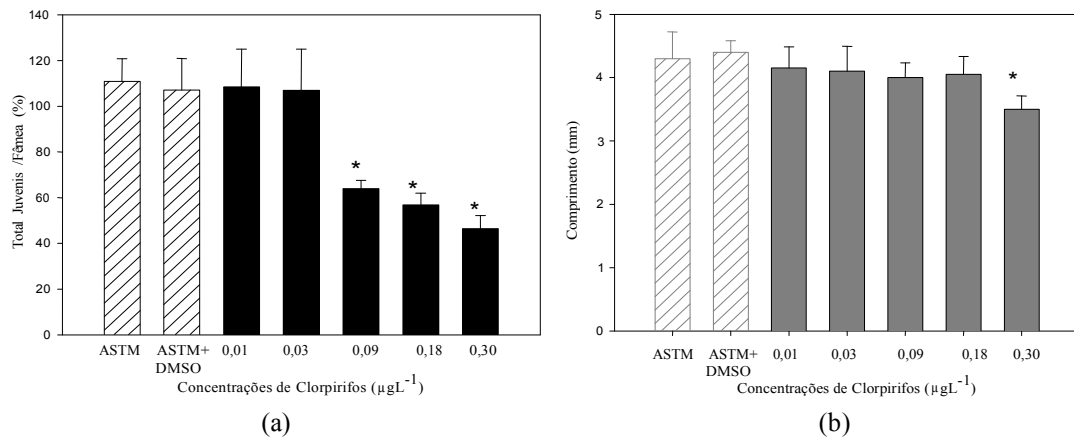 Total Juvenis /Fêmea (%)
140
120
100
80
60
40
20
0
*
*
*
ASTM ASTM+ 0,01 0,03 0,09 0,18 0,30
DMSO
Concentrações de Clorpirifos (µgL-1)
(a)
Comprimento (mm)
5
4
3
2
1
0
*
ASTM ASTM+ 0,01 0,03 0,09 0,18 0,30
DMSO
Concentrações de Clorpirifos (µgL-1)
(b)